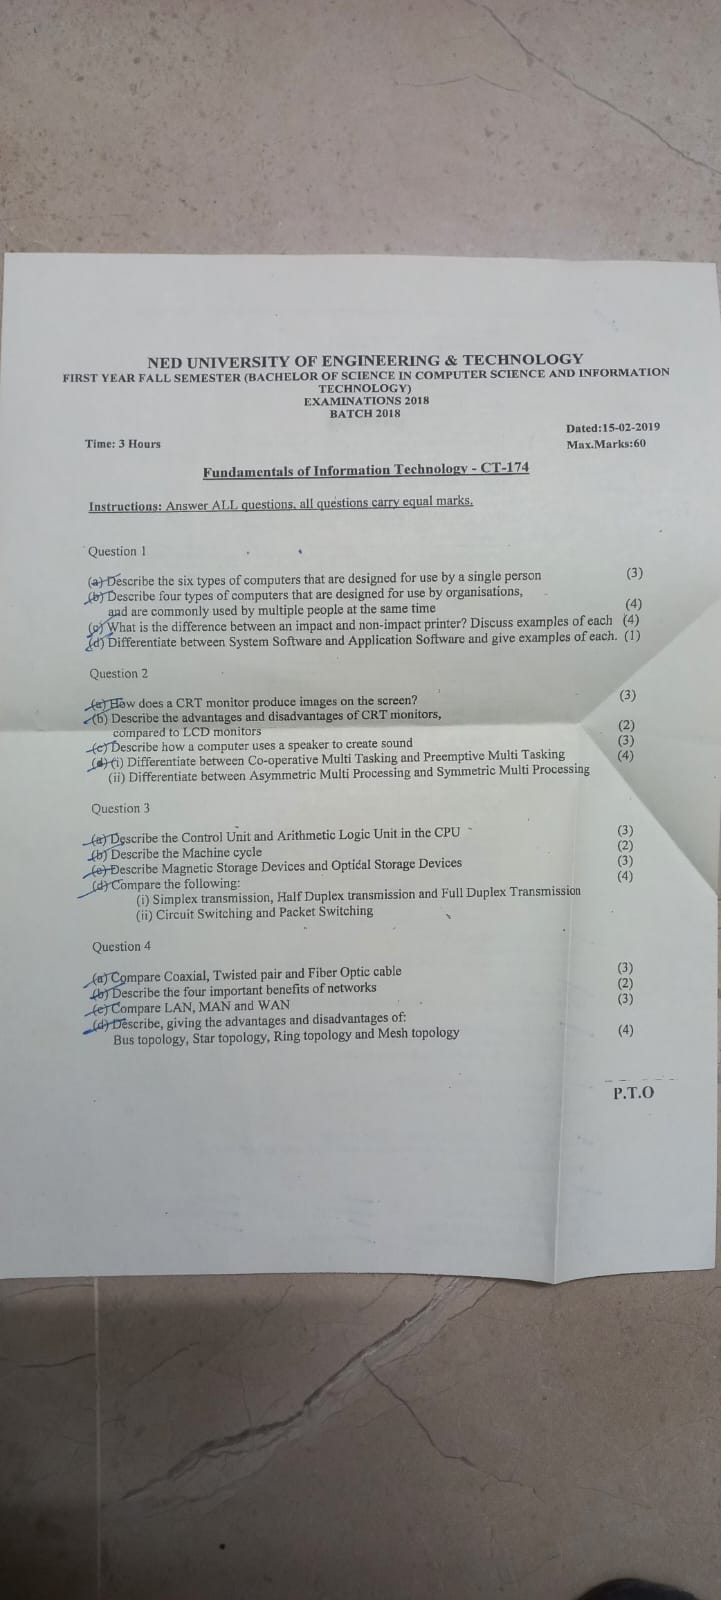 NED UNIVERSITY OF ENGINEERING & TECHNOLOGY
FIRST YEAR FALL SEMESTER (BACHELOR OF SCIENCE IN COMPUTER SCIENCE AND INFORMATION
TECHNOLOGY)
EXAMINATIONS 2018
BATCH 2018
Dated:15-02-2019
Time: 3 Hours Max.Marks:60
Fundamentals of Information Technology - CT-174
Instructions: Answer ALL questions, all questions carry equal marks.
Question 1
(a) Describe the six types of computers that are designed for use by a single person (3)
(b) Describe four types of computers that are designed for use by organisations,
and are commonly used by multiple people at the same time (4)
(c) What is the difference between an impact and non-impact printer? Discuss examples of each (4)
(d) Differentiate between System Software and Application Software and give examples of each. (1)
Question 2
(a) How does a CRT monitor produce images on the screen? (3)
(b) Describe the advantages and disadvantages of CRT monitors,
compared to LCD monitors (2)
(c) Describe how a computer uses a speaker to create sound (3)
(d) (i) Differentiate between Co-operative Multi Tasking and Preemptive Multi Tasking (4)
(ii) Differentiate between Asymmetric Multi Processing and Symmetric Multi Processing
Question 3
(a) Describe the Control Unit and Arithmetic Logic Unit in the CPU (3)
(b) Describe the Machine cycle (2)
(c) Describe Magnetic Storage Devices and Optical Storage Devices (3)
(d) Compare the following: (4)
(i) Simplex transmission, Half Duplex transmission and Full Duplex Transmission
(ii) Circuit Switching and Packet Switching
Question 4
(a) Compare Coaxial, Twisted pair and Fiber Optic cable (3)
(b) Describe the four important benefits of networks (2)
(c) Compare LAN, MAN and WAN (3)
(d) Describe, giving the advantages and disadvantages of:
Bus topology, Star topology, Ring topology and Mesh topology (4)
P.T.O